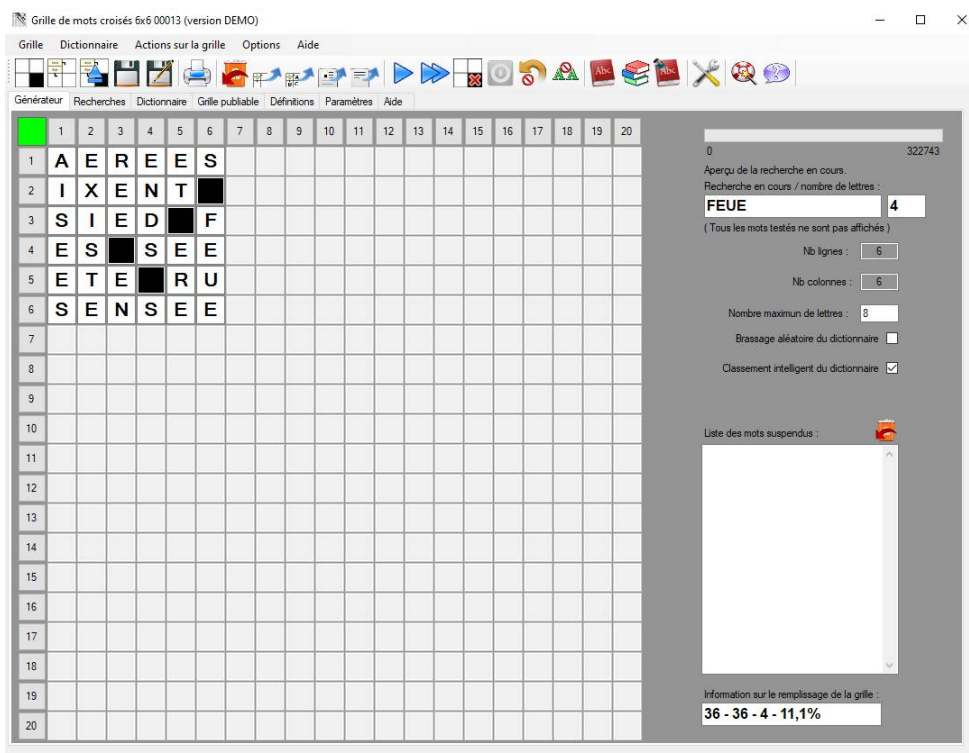 Grille de mots croisés 6x6 00013 (version DEMO)
Grille Dictionnaire Actions sur la grille Options Aide
Abc Abc
Générateur Recherches Dictionnaire Grille publiable Définitions Paramètres Aide
1 2 3 4 5 6 7 8 9 10 11 12 13 14 15 16 17 18 19 20
1 A E R E E S
2 I X E N T
3 S I E D F
4 E S S E E
5 E T E R U
6 S E N S E E
7
8
9
10
11
12
13
14
15
16
17
18
19
20
0 322743
Aperçu de la recherche en cours.
Recherche en cours / nombre de lettres :
FEUE 4
( Tous les mots testés ne sont pas affichés )
Nb lignes : 6
Nb colonnes : 6
Nombre maximun de lettres : 8
Brassage aléatoire du dictionnaire
Classement intelligent du dictionnaire
Liste des mots suspendus :
Information sur le remplissage de la grille :
36 - 36 - 4 - 11,1%